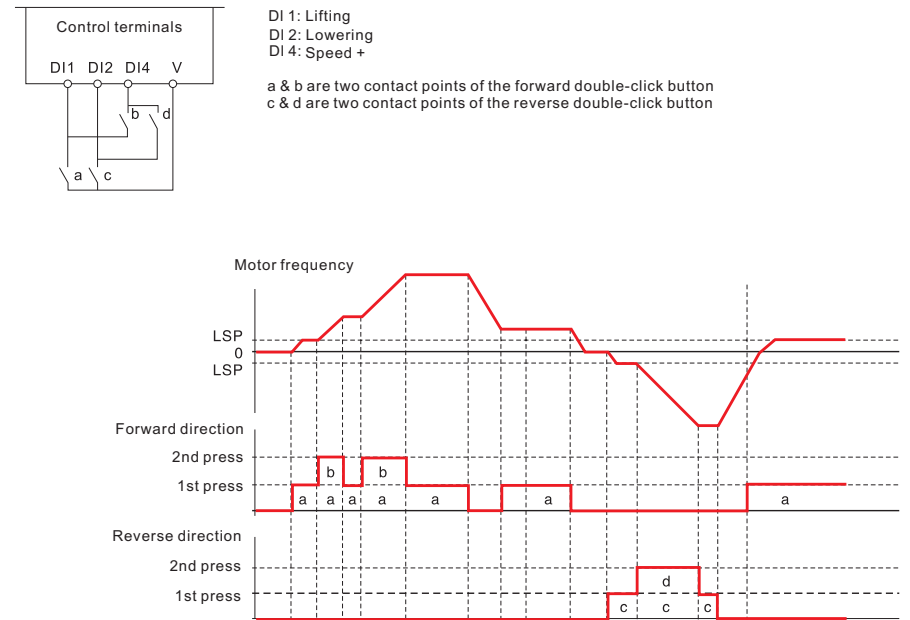 Control terminals
DI1 DI2 DI4 V
b d
a c
DI 1: Lifting
DI 2: Lowering
DI 4: Speed +
a & b are two contact points of the forward double-click button
c & d are two contact points of the reverse double-click button
Motor frequency
LSP
0
LSP
Forward direction
2nd press
b b
1st press
a a a a a a a
Reverse direction
2nd press
d
1st press
c c c